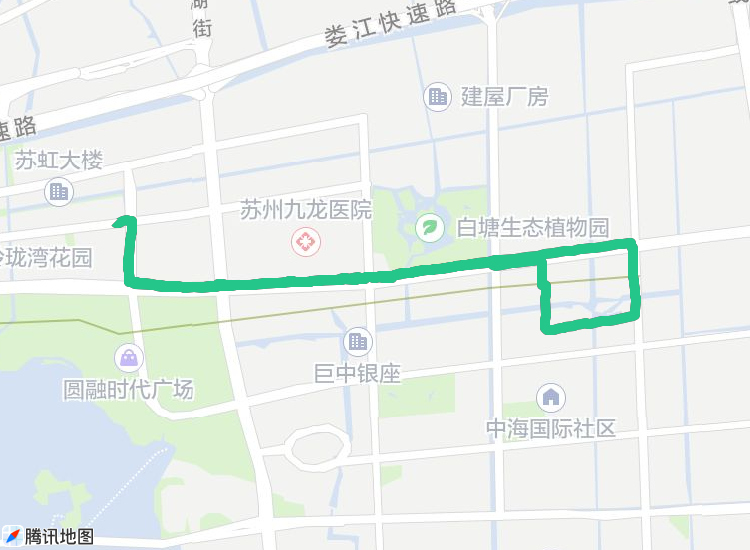 湖街
娄江快速路
速路
建屋厂房
苏虹大楼
苏州九龙医院
白塘生态植物园
玲珑湾花园
巨中银座
圆融时代广场
中海国际社区
腾讯地图